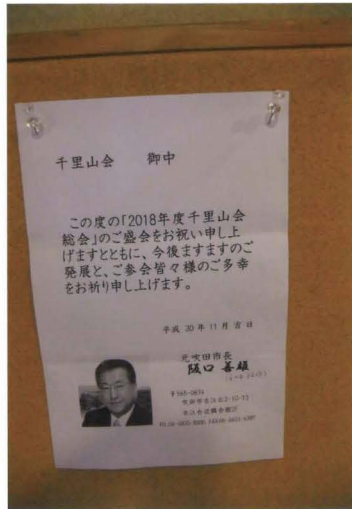 千里山会　　御中
この度の「2018年度千里山会
総会」のご盛会をお祝い申し上
げますとともに、今後ますますのご
発展と、ご参会皆々様のご多幸
をお祈り申し上げます。
平成 30 年 11 月 吉 日
元吹田市長
阪口善雄